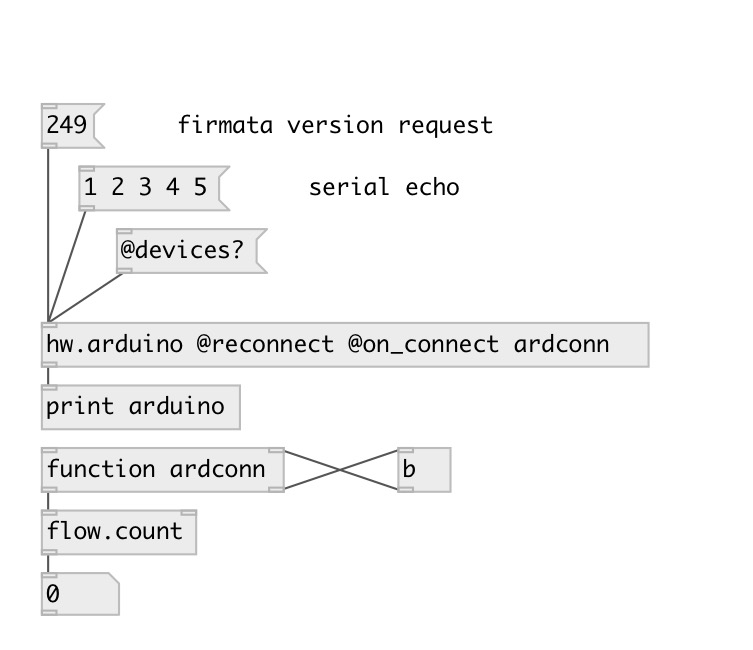 249 firmata version request
1 2 3 4 5 serial echo
@devices?
hw.arduino @reconnect @on_connect ardconn
print arduino
function ardconn b
flow.count
0